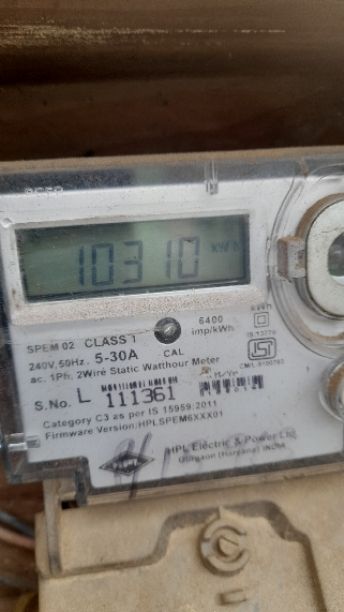 10310 KWh
SPEM 02 CLASS 1
6400
imp/kWh
240V, 50Hz. 5-30A CAL
ac. 1Ph, 2Wire Static Watthour Meter
S.No. L 111361
Category C3 as per IS 15959:2011
Firmware Version:HPLSPEM6XXX01
HPL Electric & Power Ltd
Gurgaon (Haryana) INDIA